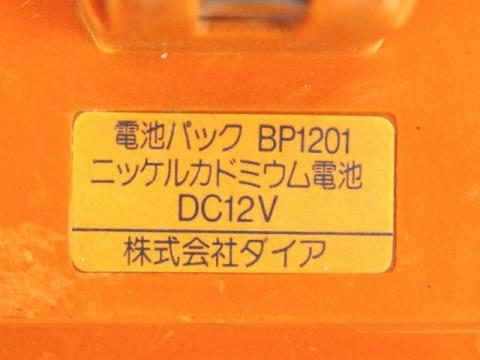 電池パック BP1201
ニッケルカドミウム電池
DC12V
株式会社ダイア